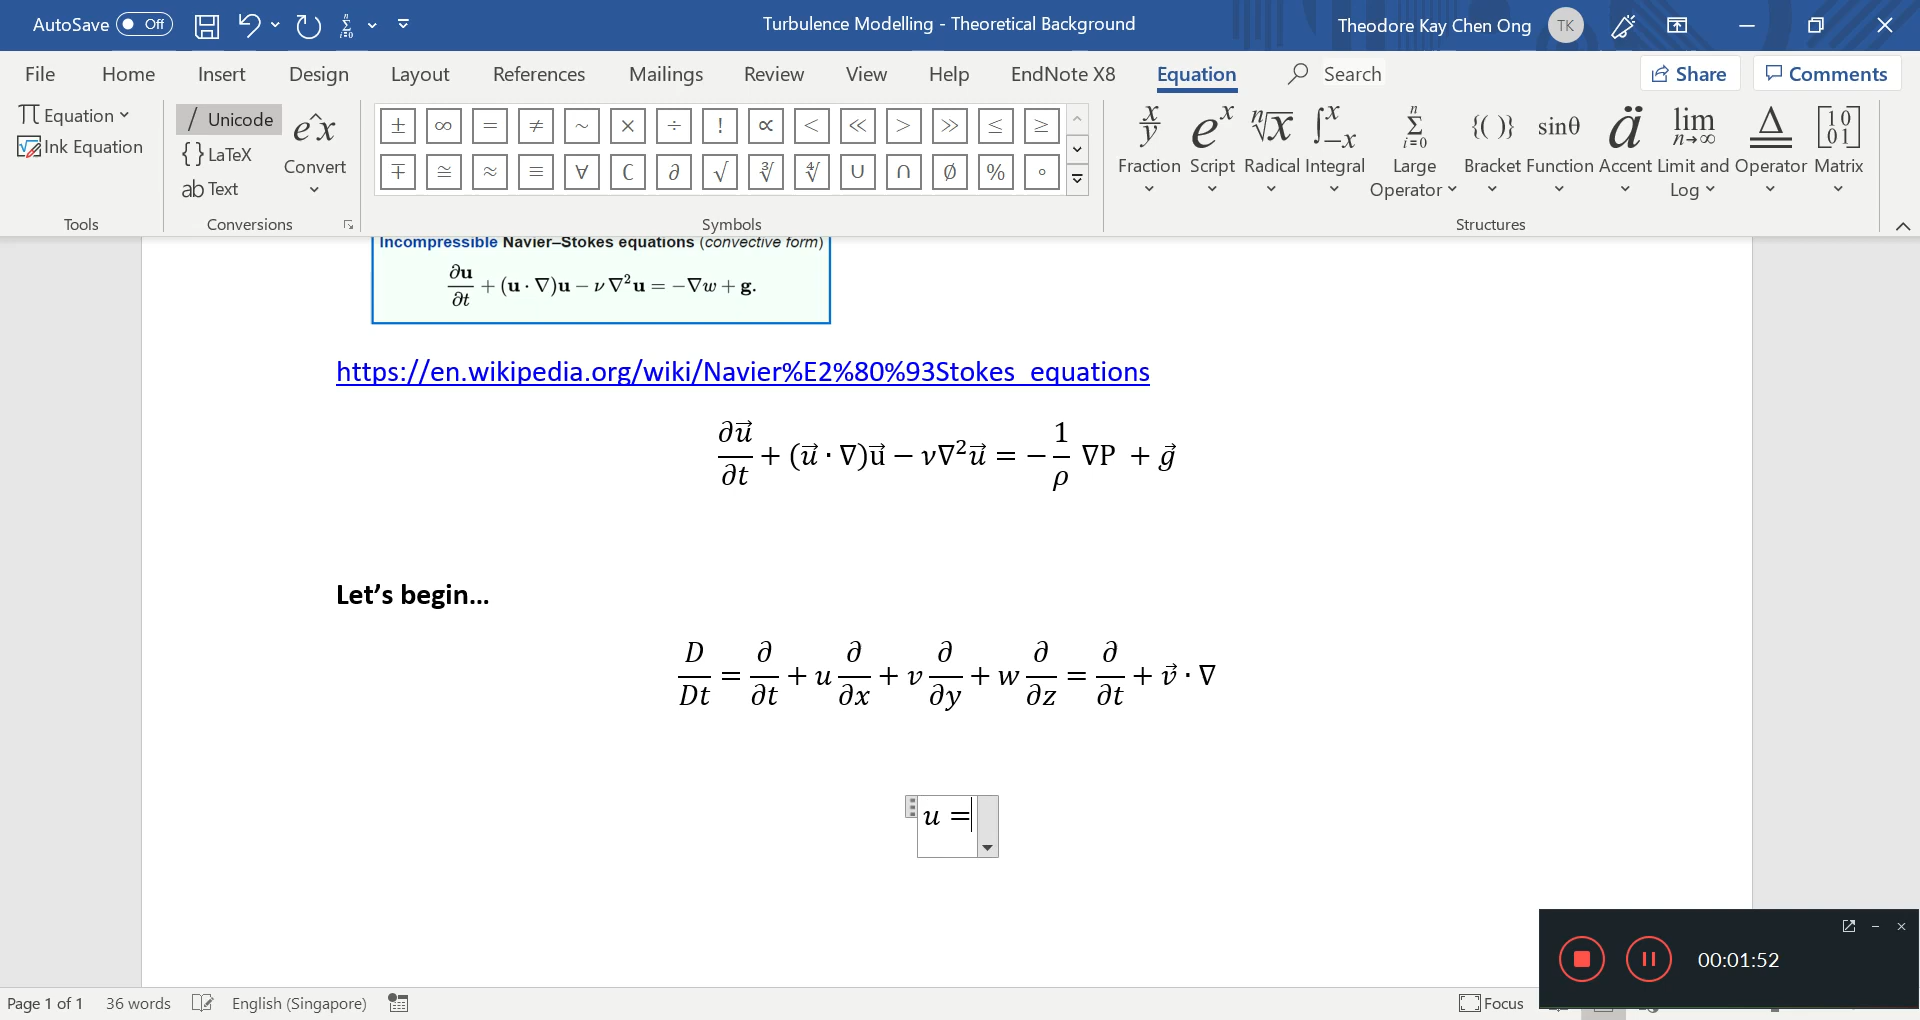 AutoSave Off
Turbulence Modelling - Theoretical Background
Theodore Kay Chen Ong TK
File Home Insert Design Layout References Mailings Review View Help EndNote X8 Equation Search Share Comments
Equation
Ink Equation
Tools
Unicode
LaTeX
ab Text
Convert
Conversions
± ∞ = ≠ ~ × ÷ ! ∝ < ≪ > ≫ ≤ ≥
∓ ≅ ≈ ≡ ∀ ∁ ∂ √ ∛ ∜ ∪ ∩ ∅ % °
Symbols
Fraction Script Radical Integral Large Operator Bracket Function Accent Limit and Log Operator Matrix
Structures
Incompressible Navier–Stokes equations (convective form)
∂u/∂t + (u · ∇)u − ν ∇²u = −∇w + g.
https://en.wikipedia.org/wiki/Navier%E2%80%93Stokes_equations
∂u⃗/∂t + (u⃗ · ∇)u⃗ − ν∇²u⃗ = − 1/ρ ∇P + g⃗
Let’s begin…
D/Dt = ∂/∂t + u ∂/∂x + v ∂/∂y + w ∂/∂z = ∂/∂t + v⃗ · ∇
u =
00:01:52
Page 1 of 1 36 words English (Singapore) Focus